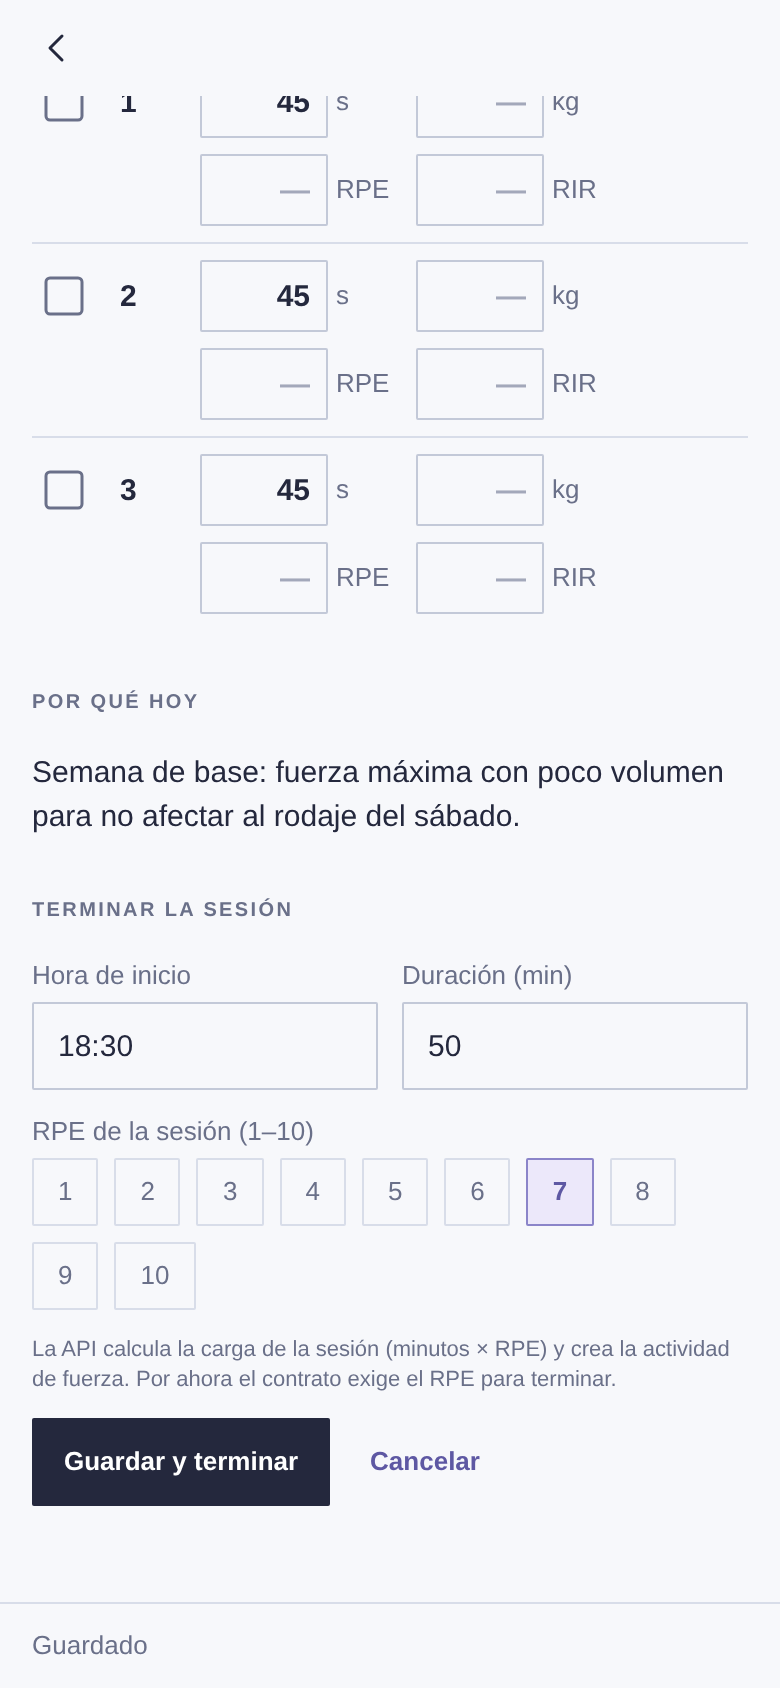 1 45 s — kg
— RPE — RIR
2 45 s — kg
— RPE — RIR
3 45 s — kg
— RPE — RIR
POR QUÉ HOY
Semana de base: fuerza máxima con poco volumen
para no afectar al rodaje del sábado.
TERMINAR LA SESIÓN
Hora de inicio Duración (min)
18:30 50
RPE de la sesión (1–10)
1 2 3 4 5 6 7 8
9 10
La API calcula la carga de la sesión (minutos × RPE) y crea la actividad
de fuerza. Por ahora el contrato exige el RPE para terminar.
Guardar y terminar Cancelar
Guardado